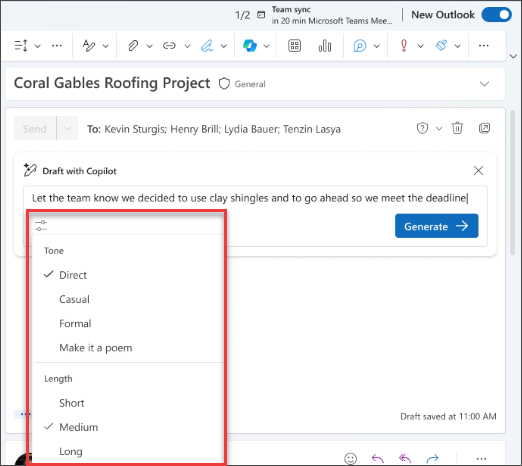 Team sync
1/2
in 20 min Microsoft Teams Mee...
New Outlook
Coral Gables Roofing Project
General
Send
To: Kevin Sturgis; Henry Brill; Lydia Bauer; Tenzin Lasya
Draft with Copilot
Let the team know we decided to use clay shingles and to go ahead so we meet the deadline
Generate
Tone
Direct
Casual
Formal
Make it a poem
Length
Short
Medium
Long
Draft saved at 11:00 AM